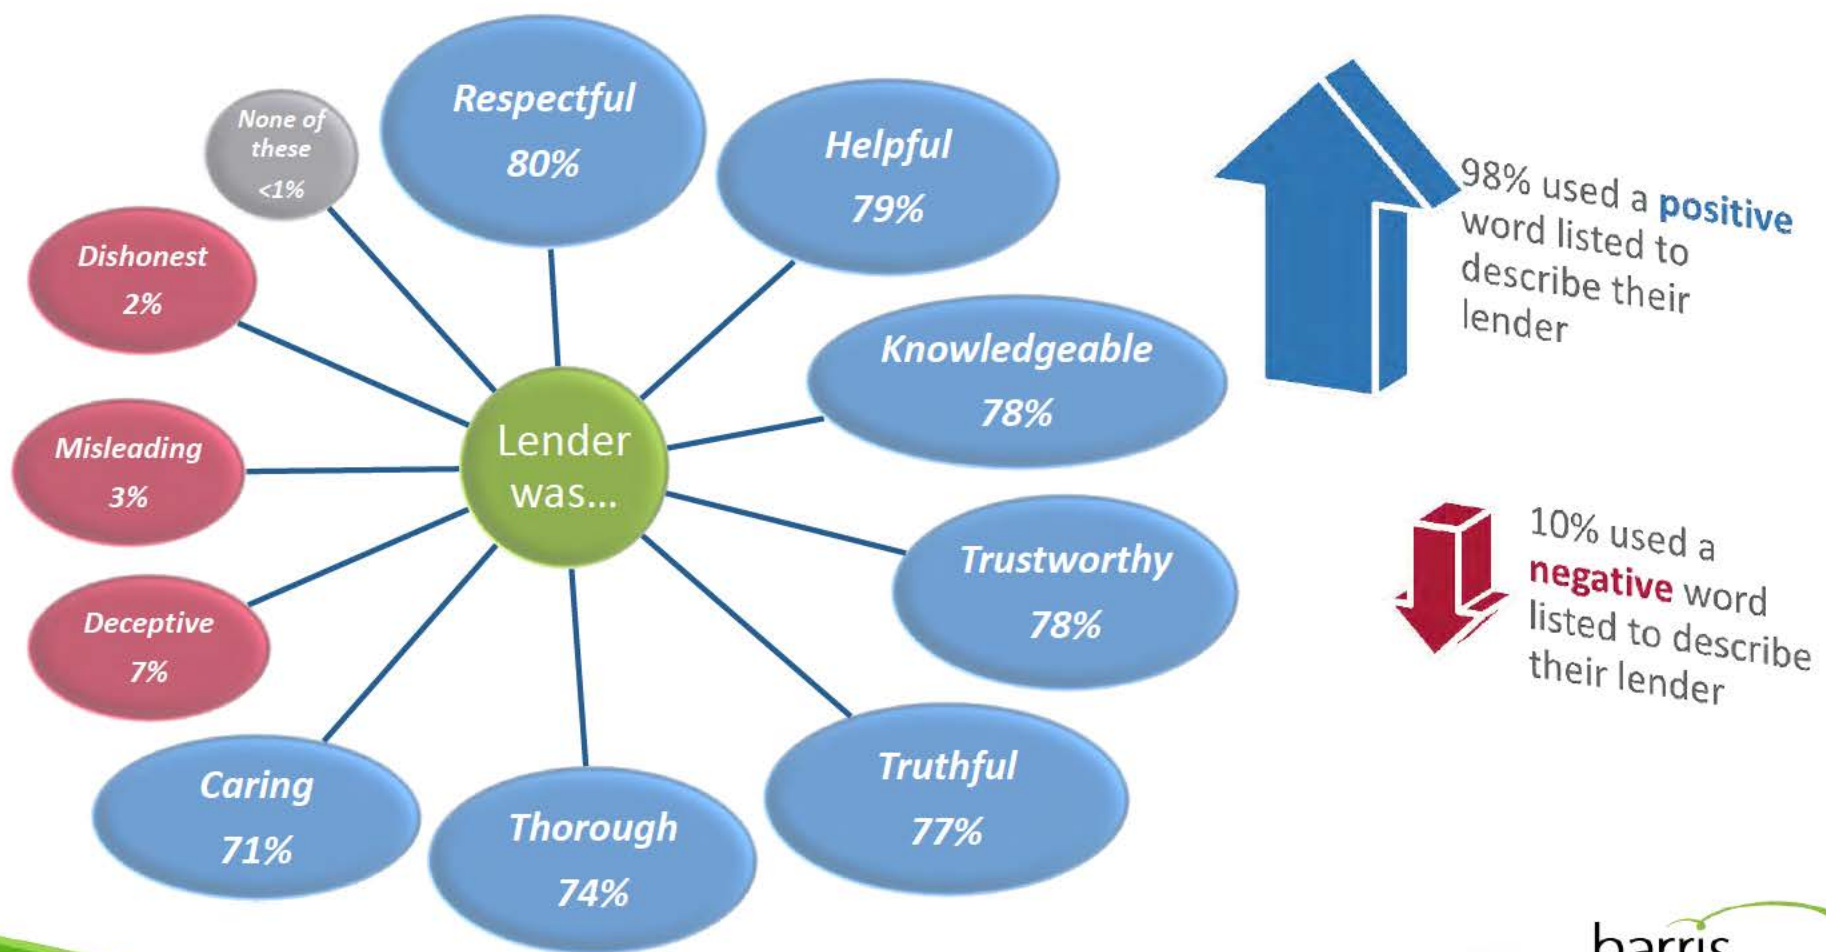 Respectful
80%
Helpful
79%
Knowledgeable
78%
Trustworthy
78%
Truthful
77%
Thorough
74%
Caring
71%
Deceptive
7%
Misleading
3%
Dishonest
2%
None of
these
<1%
Lender
was...
98% used a positive
word listed to
describe their
lender
10% used a
negative word
listed to describe
their lender
harris